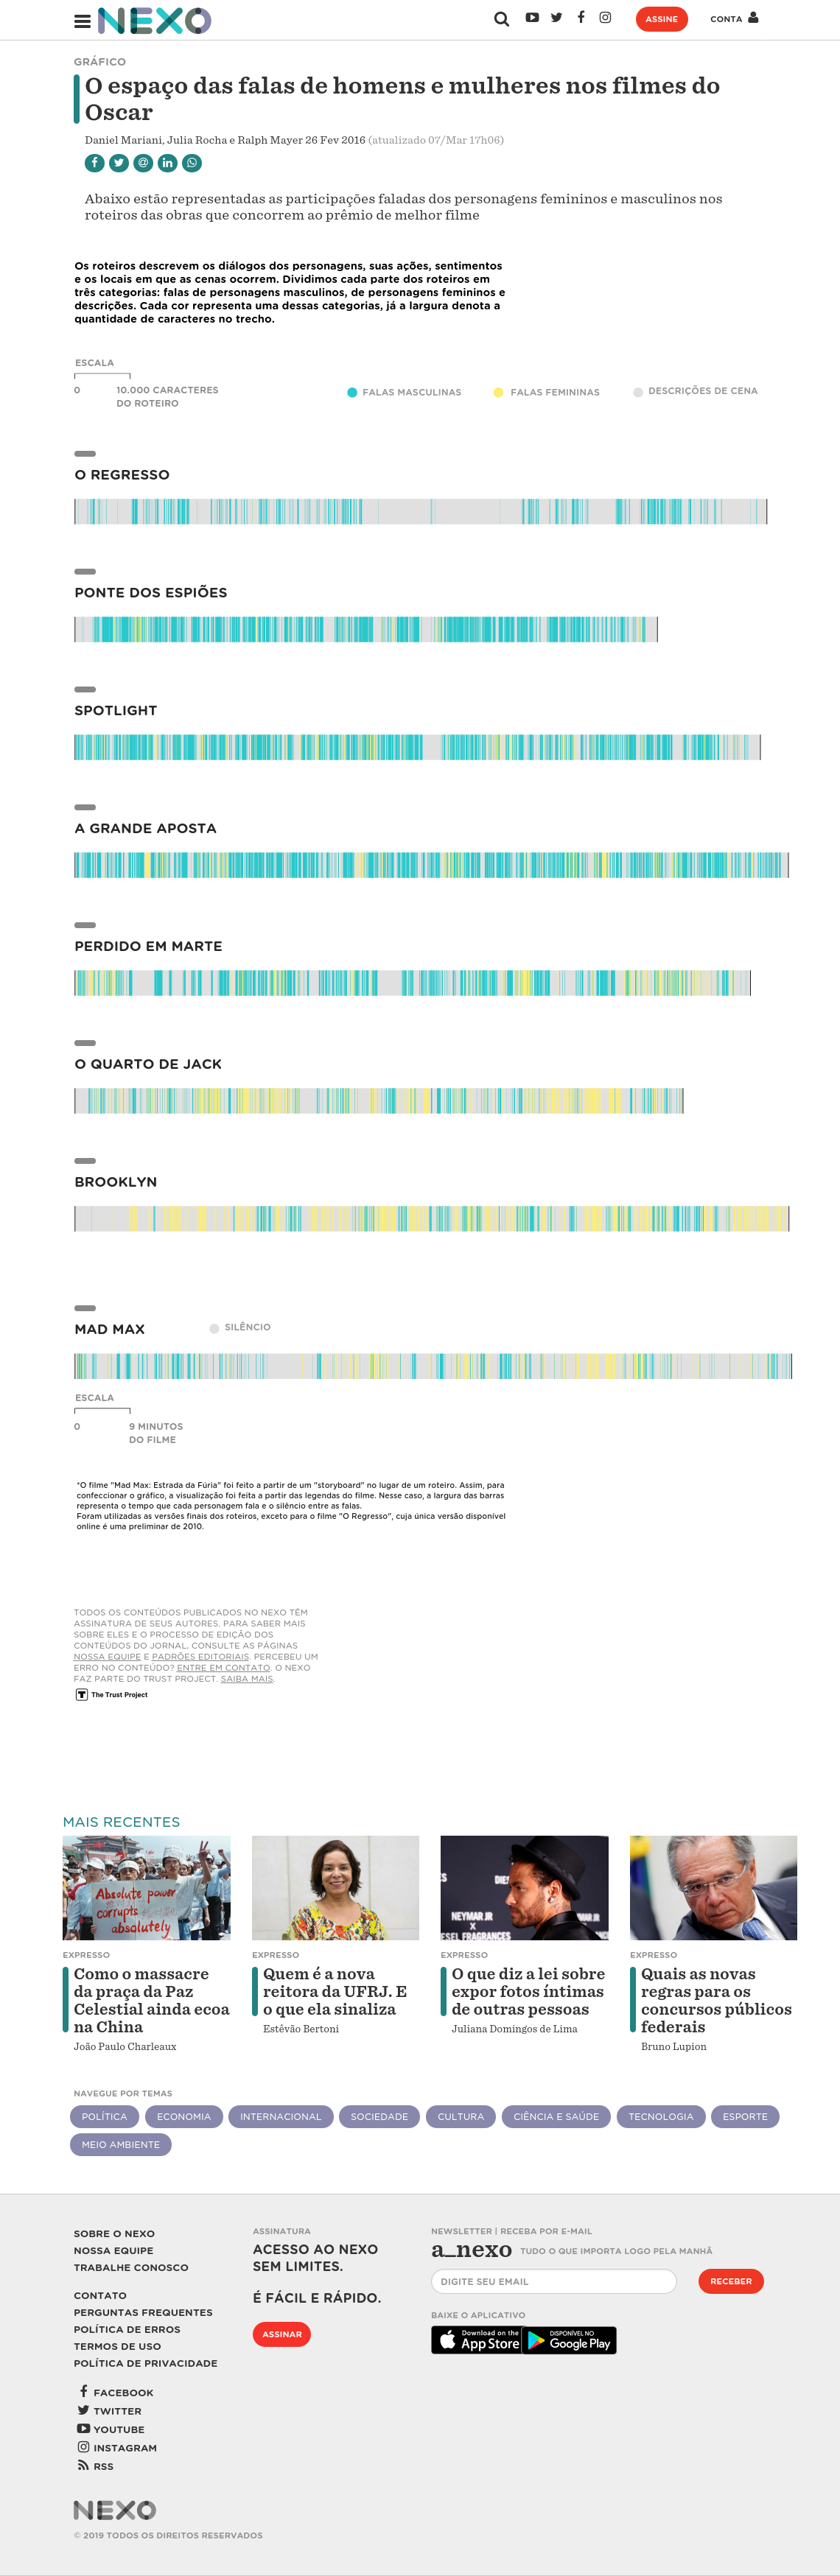 NEXO
ASSINE
CONTA
GRÁFICO
O espaço das falas de homens e mulheres nos filmes do
Oscar
Daniel Mariani, Julia Rocha e Ralph Mayer 26 Fev 2016 (atualizado 07/Mar 17h06)
Abaixo estão representadas as participações faladas dos personagens femininos e masculinos nos
roteiros das obras que concorrem ao prêmio de melhor filme
Os roteiros descrevem os diálogos dos personagens, suas ações, sentimentos
e os locais em que as cenas ocorrem. Dividimos cada parte dos roteiros em
três categorias: falas de personagens masculinos, de personagens femininos e
descrições. Cada cor representa uma dessas categorias, já a largura denota a
quantidade de caracteres no trecho.
ESCALA
0 10.000 CARACTERES
DO ROTEIRO
FALAS MASCULINAS FALAS FEMININAS DESCRIÇÕES DE CENA
O REGRESSO
PONTE DOS ESPIÕES
SPOTLIGHT
A GRANDE APOSTA
PERDIDO EM MARTE
O QUARTO DE JACK
BROOKLYN
MAD MAX SILÊNCIO
ESCALA
0 9 MINUTOS
DO FILME
*O filme "Mad Max: Estrada da Fúria" foi feito a partir de um "storyboard" no lugar de um roteiro. Assim, para
confeccionar o gráfico, a visualização foi feita a partir das legendas do filme. Nesse caso, a largura das barras
representa o tempo que cada personagem fala e o silêncio entre as falas.
Foram utilizadas as versões finais dos roteiros, exceto para o filme "O Regresso", cuja única versão disponível
online é uma preliminar de 2010.
TODOS OS CONTEÚDOS PUBLICADOS NO NEXO TÊM
ASSINATURA DE SEUS AUTORES. PARA SABER MAIS
SOBRE ELES E O PROCESSO DE EDIÇÃO DOS
CONTEÚDOS DO JORNAL, CONSULTE AS PÁGINAS
NOSSA EQUIPE E PADRÕES EDITORIAIS. PERCEBEU UM
ERRO NO CONTEÚDO? ENTRE EM CONTATO. O NEXO
FAZ PARTE DO TRUST PROJECT. SAIBA MAIS.
T The Trust Project
MAIS RECENTES
Absolute power
corrupts
absolutely
NEYMAR JR
X
ESEL FRAGRANCES
DIES
EXPRESSO
Como o massacre
da praça da Paz
Celestial ainda ecoa
na China
João Paulo Charleaux
EXPRESSO
Quem é a nova
reitora da UFRJ. E
o que ela sinaliza
Estêvão Bertoni
EXPRESSO
O que diz a lei sobre
expor fotos íntimas
de outras pessoas
Juliana Domingos de Lima
EXPRESSO
Quais as novas
regras para os
concursos públicos
federais
Bruno Lupion
NAVEGUE POR TEMAS
POLÍTICA ECONOMIA INTERNACIONAL SOCIEDADE CULTURA CIÊNCIA E SAÚDE TECNOLOGIA ESPORTE
MEIO AMBIENTE
SOBRE O NEXO
NOSSA EQUIPE
TRABALHE CONOSCO
CONTATO
PERGUNTAS FREQUENTES
POLÍTICA DE ERROS
TERMOS DE USO
POLÍTICA DE PRIVACIDADE
FACEBOOK
TWITTER
YOUTUBE
INSTAGRAM
RSS
ASSINATURA
ACESSO AO NEXO
SEM LIMITES.
É FÁCIL E RÁPIDO.
ASSINAR
NEWSLETTER | RECEBA POR E-MAIL
a_nexo TUDO O QUE IMPORTA LOGO PELA MANHÃ
DIGITE SEU EMAIL RECEBER
BAIXE O APLICATIVO
Download on the
App Store
DISPONÍVEL NO
Google Play
NEXO
© 2019 TODOS OS DIREITOS RESERVADOS